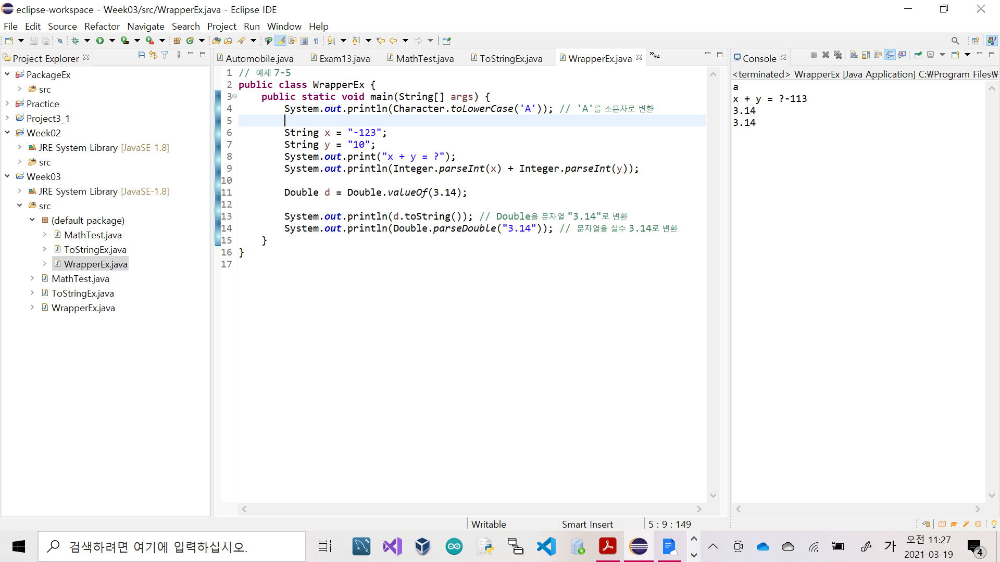 eclipse-workspace - Week03/src/WrapperEx.java - Eclipse IDE
File Edit Source Refactor Navigate Search Project Run Window Help
Project Explorer
PackageEx
src
Practice
Project3_1
Week02
JRE System Library [JavaSE-1.8]
src
Week03
JRE System Library [JavaSE-1.8]
src
(default package)
MathTest.java
ToStringEx.java
WrapperEx.java
MathTest.java
ToStringEx.java
WrapperEx.java
Automobile.java Exam13.java MathTest.java ToStringEx.java WrapperEx.java »94
1 // 예제 7-5
2 public class WrapperEx {
3 public static void main(String[] args) {
4 System.out.println(Character.toLowerCase('A')); // 'A'를 소문자로 변환
5
6 String x = "-123";
7 String y = "10";
8 System.out.print("x + y = ?");
9 System.out.println(Integer.parseInt(x) + Integer.parseInt(y));
10
11 Double d = Double.valueOf(3.14);
12
13 System.out.println(d.toString()); // Double을 문자열 "3.14"로 변환
14 System.out.println(Double.parseDouble("3.14")); // 문자열을 실수 3.14로 변환
15 }
16 }
17
Console
<terminated> WrapperEx [Java Application] C:₩Program Files₩
a
x + y = ?-113
3.14
3.14
Writable Smart Insert 5 : 9 : 149
검색하려면 여기에 입력하십시오.
가
오전 11:27
2021-03-19
4